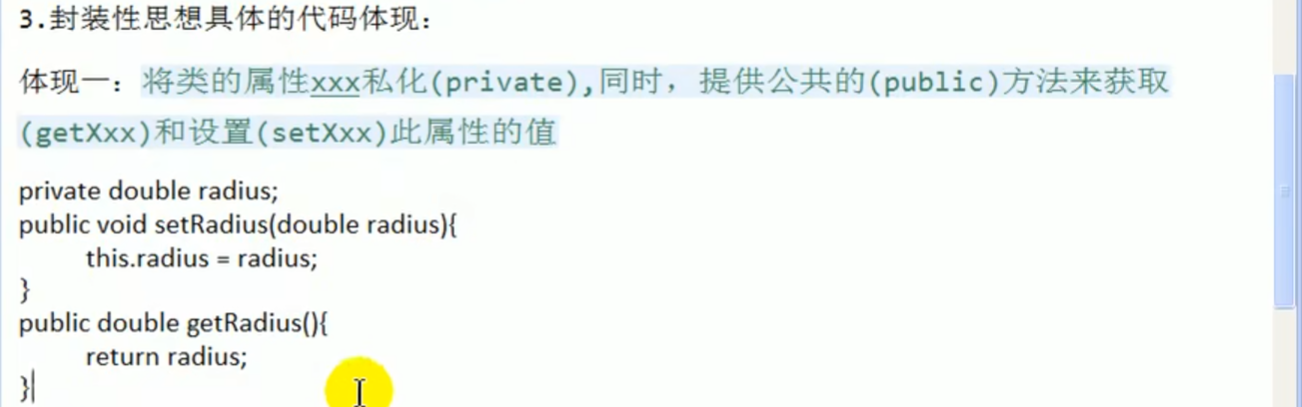 3.封装性思想具体的代码体现：
体现一：将类的属性xxx私化(private),同时，提供公共的(public)方法来获取
(getXxx)和设置(setXxx)此属性的值
private double radius;
public void setRadius(double radius){
this.radius = radius;
}
public double getRadius(){
return radius;
}